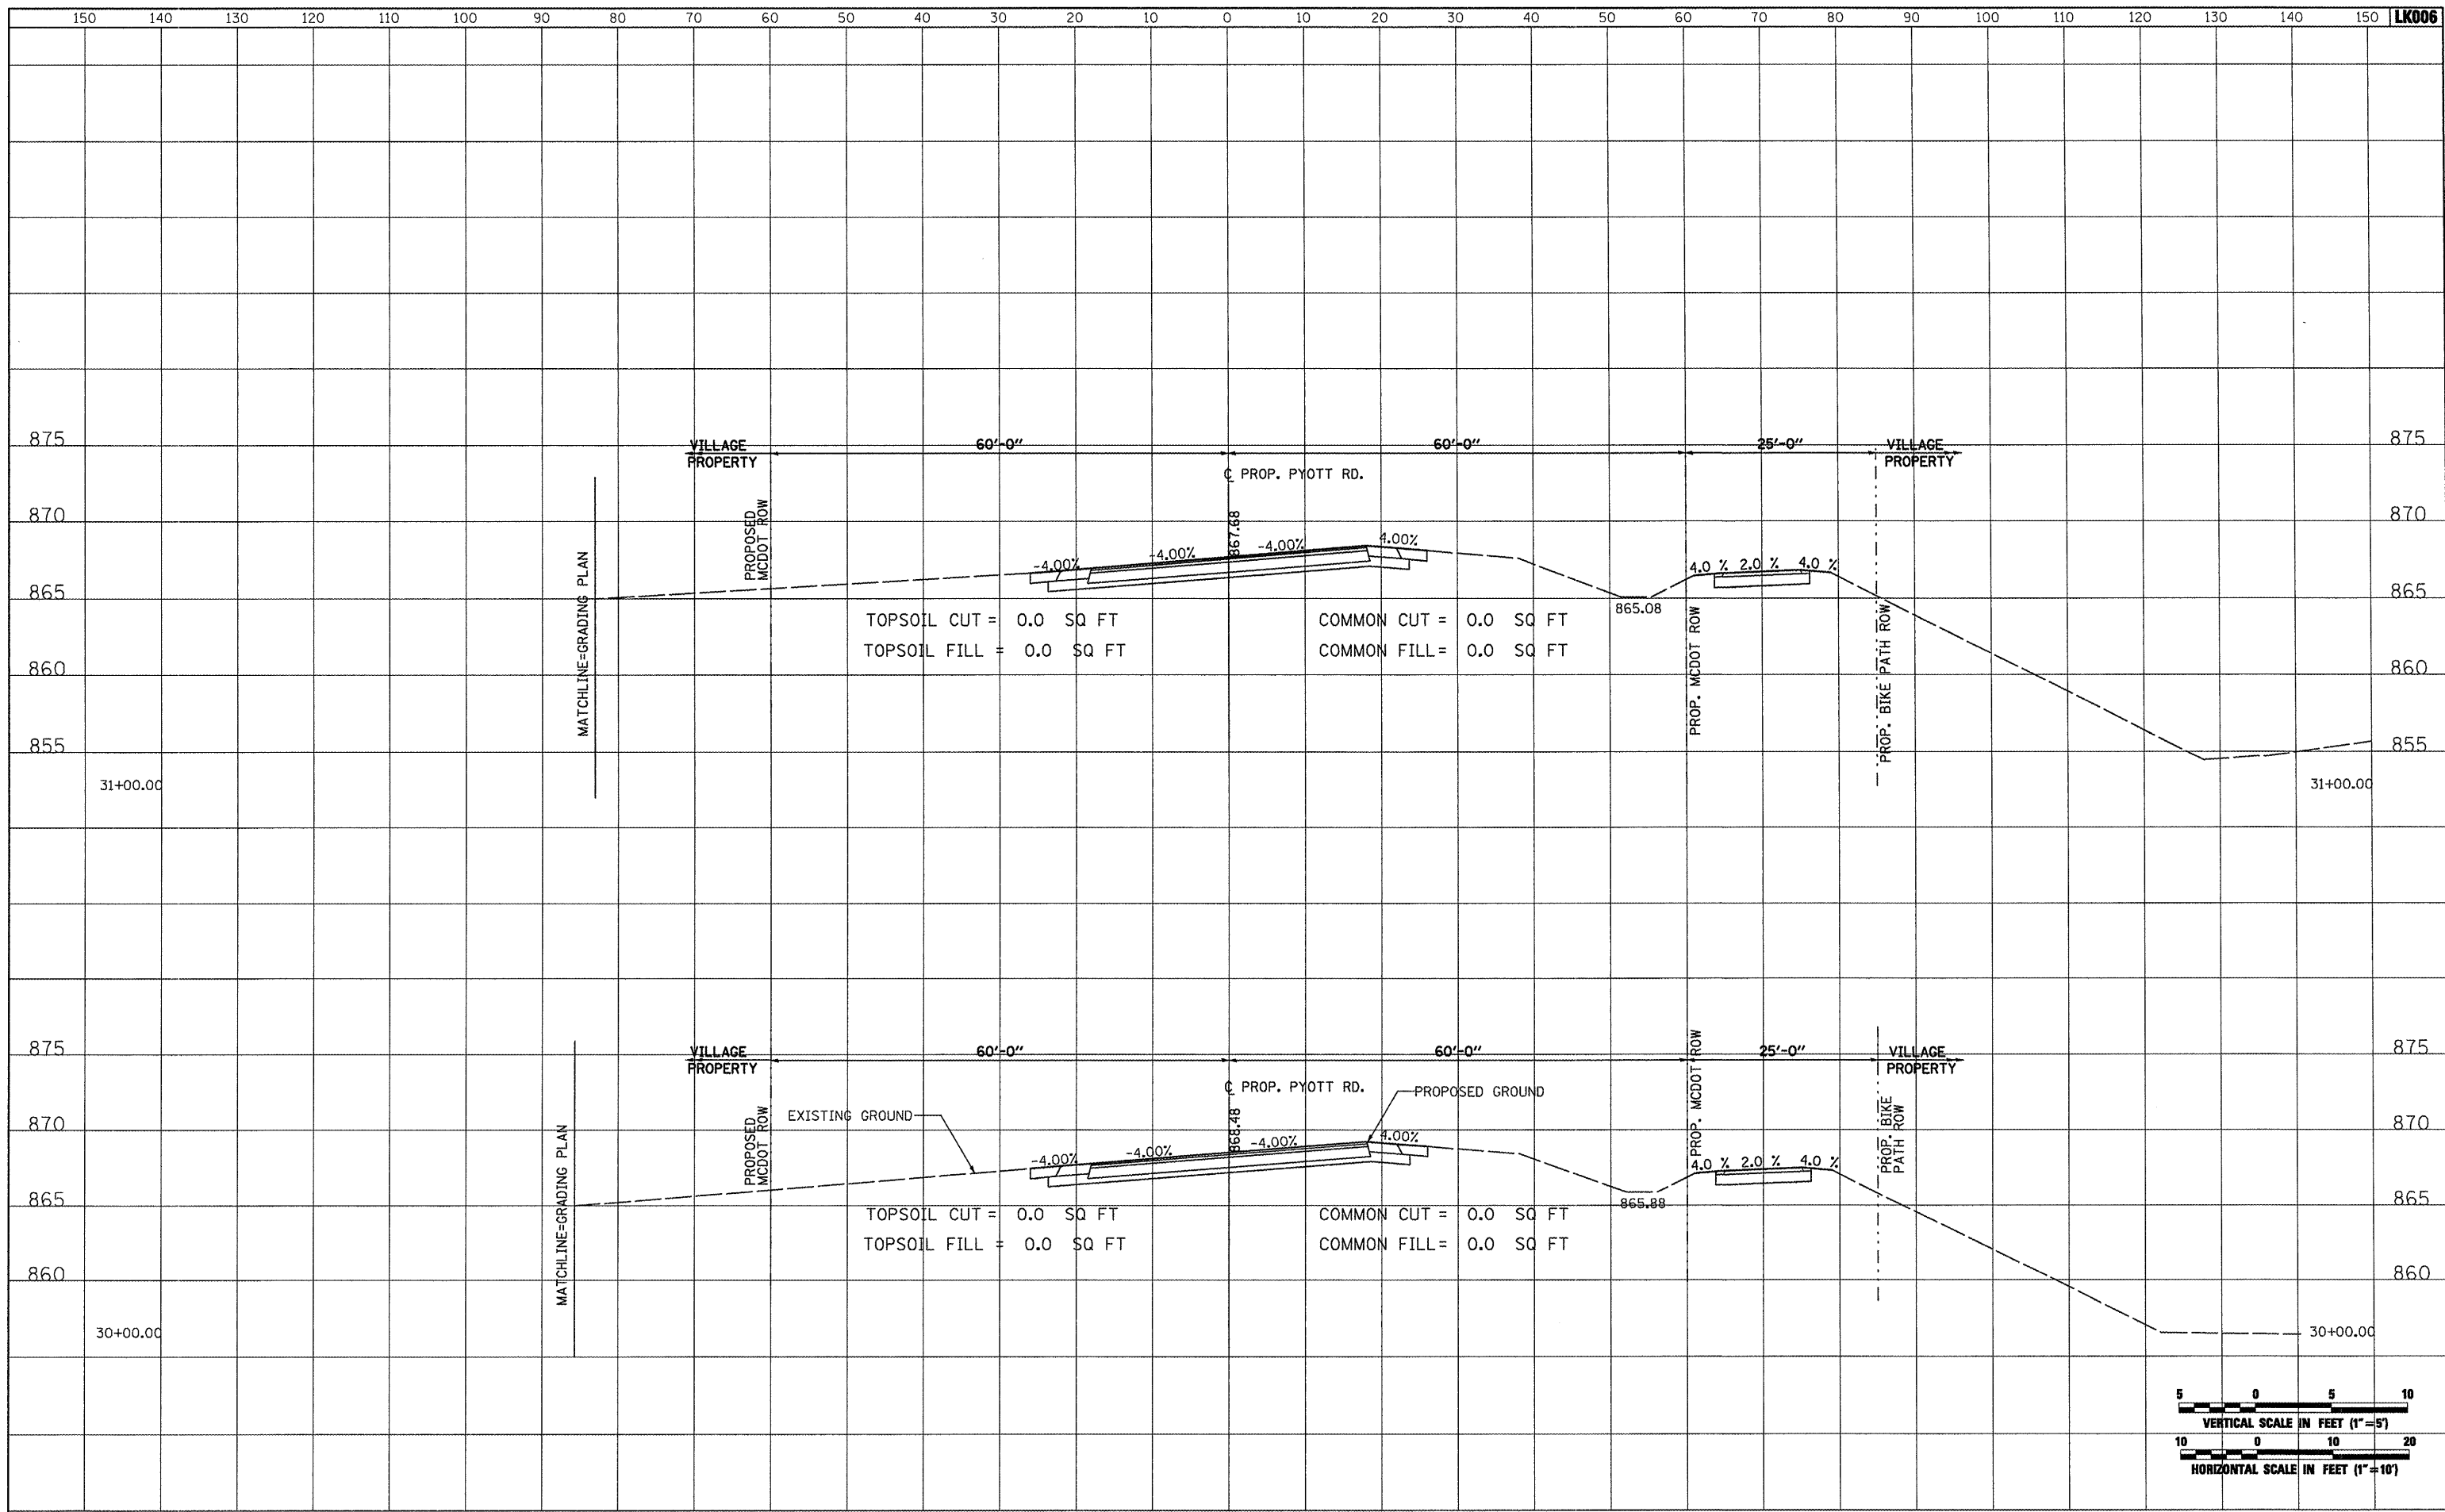 150 140 130 120 110 100 90 80 70 60 50 40 30 20 10 0 10 20 30 40 50 60 70 80 90 100 110 120 130 140 150 LK006
875 875
VILLAGE PROPERTY 60'-0" 60'-0" 25'-0" VILLAGE PROPERTY
℄ PROP. PYOTT RD.
870 870
PROPOSED
MCDOT ROW
867.68
MATCHLINE=GRADING PLAN
-4.00% -4.00% -4.00% 4.00%
4.0 % 2.0 % 4.0 %
865 865
865.08
TOPSOIL CUT = 0.0 SQ FT COMMON CUT = 0.0 SQ FT
TOPSOIL FILL = 0.0 SQ FT COMMON FILL= 0.0 SQ FT
PROP. MCDOT ROW
PROP. BIKE PATH ROW
860 860
855 855
31+00.00 31+00.00
875 875
VILLAGE PROPERTY 60'-0" 60'-0" 25'-0" VILLAGE PROPERTY
℄ PROP. PYOTT RD.
PROPOSED GROUND
EXISTING GROUND
870 870
PROPOSED
MCDOT ROW
868.48
PROP. MCDOT ROW
PROP. BIKE
PATH ROW
MATCHLINE=GRADING PLAN
-4.00% -4.00% -4.00% 4.00%
4.0 % 2.0 % 4.0 %
865 865
865.88
TOPSOIL CUT = 0.0 SQ FT COMMON CUT = 0.0 SQ FT
TOPSOIL FILL = 0.0 SQ FT COMMON FILL= 0.0 SQ FT
860 860
30+00.00 30+00.00
5 0 5 10
VERTICAL SCALE IN FEET (1"=5')
10 0 10 20
HORIZONTAL SCALE IN FEET (1"=10')